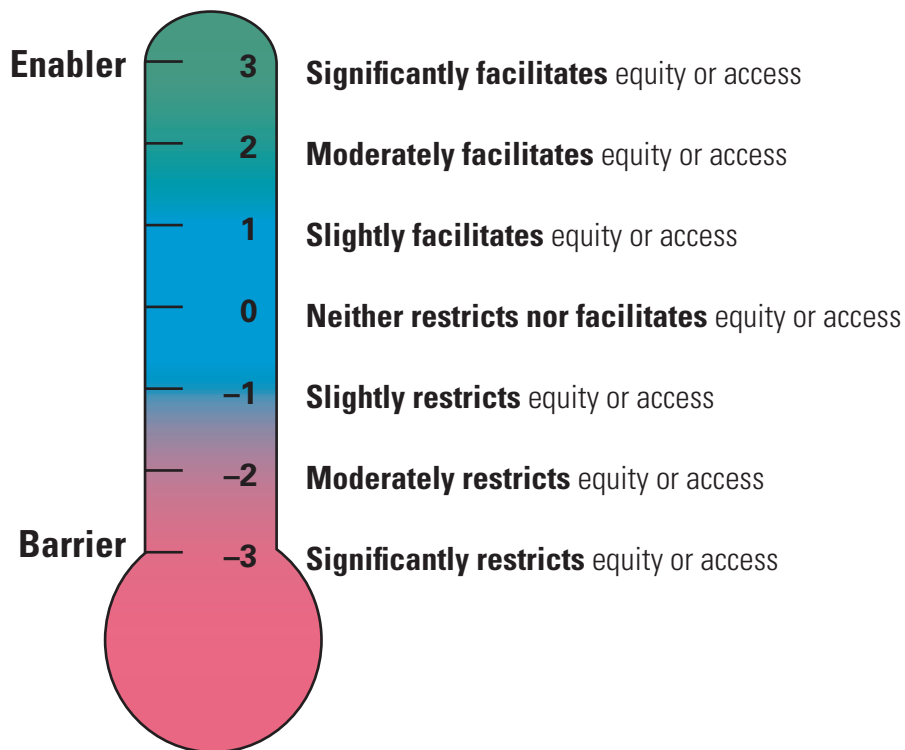 Enabler 3 Significantly facilitates equity or access
2 Moderately facilitates equity or access
1 Slightly facilitates equity or access
0 Neither restricts nor facilitates equity or access
–1 Slightly restricts equity or access
–2 Moderately restricts equity or access
Barrier –3 Significantly restricts equity or access